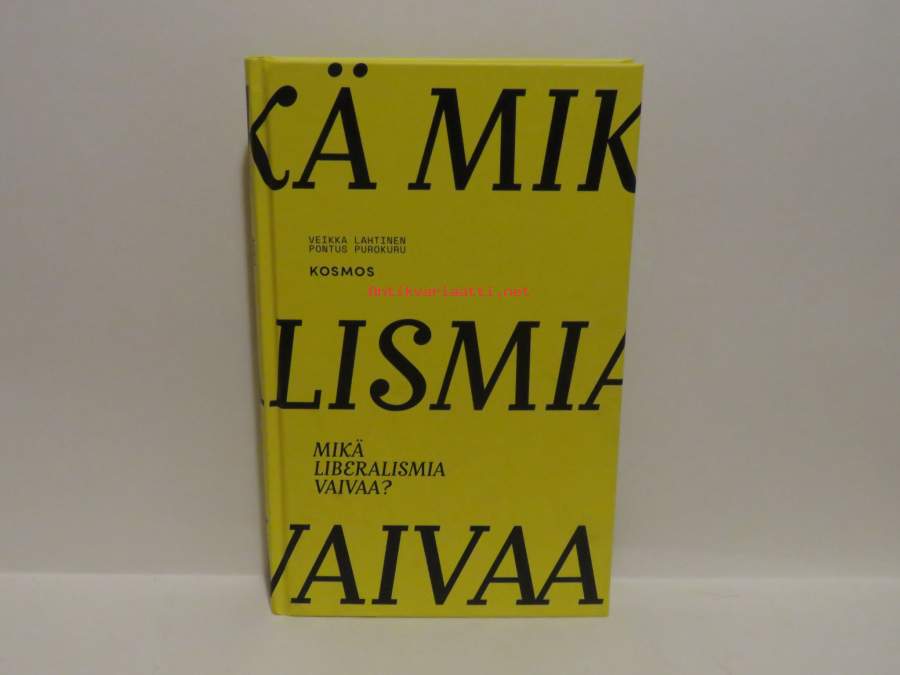 KÄ MIK
VEIKKA LAHTINEN
PONTUS PUROKURU
KOSMOS
Antikvariaatti.net
LISMIA
MIKÄ
LIBERALISMIA
VAIVAA?
VAIVAA